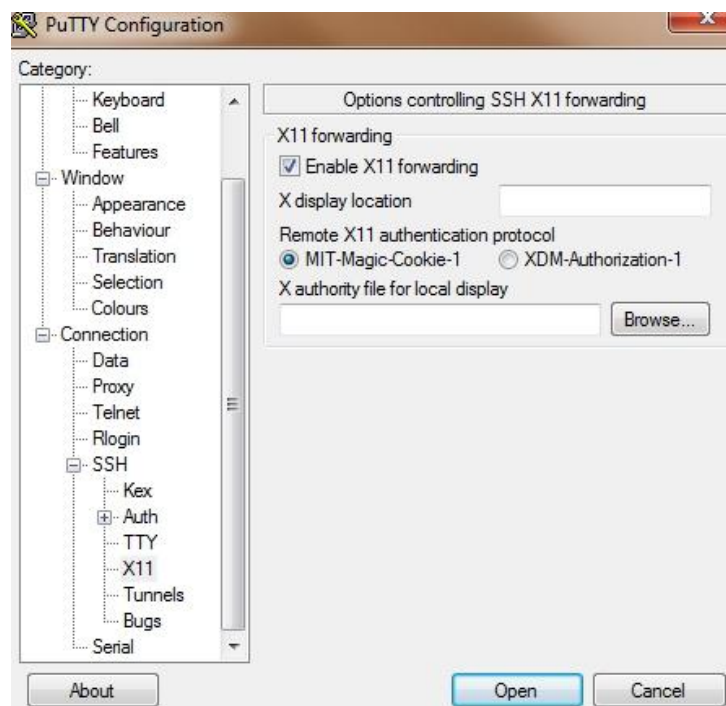 PuTTY Configuration
X
Category:
Keyboard
Bell
Features
Window
Appearance
Behaviour
Translation
Selection
Colours
Connection
Data
Proxy
Telnet
Rlogin
SSH
Kex
Auth
TTY
X11
Tunnels
Bugs
Serial
Options controlling SSH X11 forwarding
X11 forwarding
Enable X11 forwarding
X display location
Remote X11 authentication protocol
MIT-Magic-Cookie-1 XDM-Authorization-1
X authority file for local display
Browse...
About Open Cancel